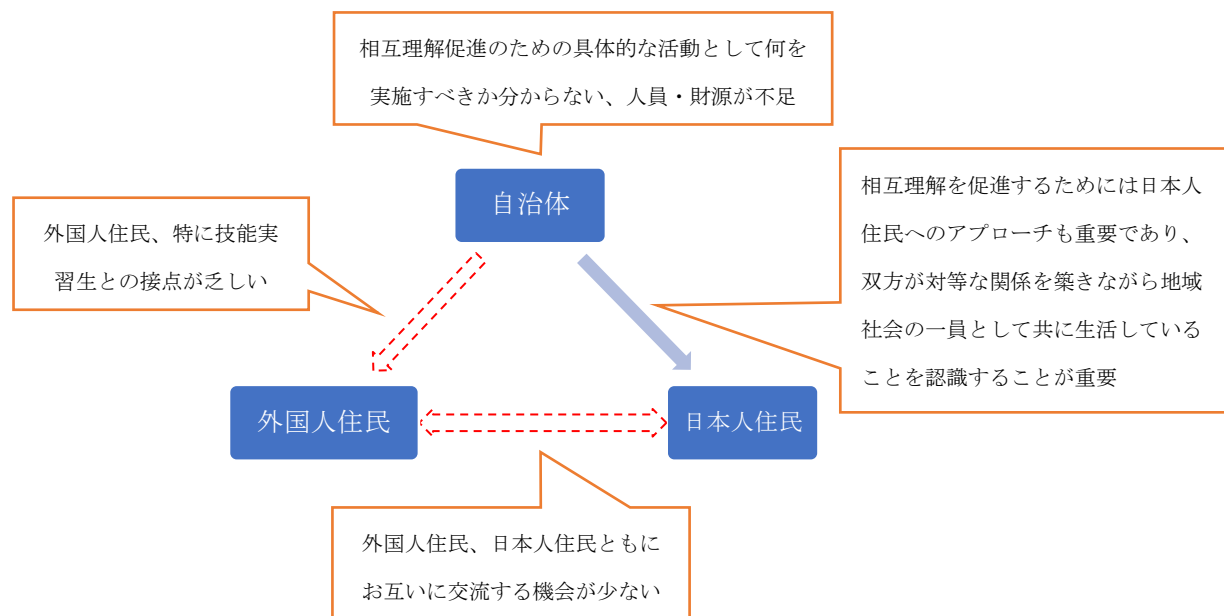 相互理解促進のための具体的な活動として何を
実施すべきか分からない、人員・財源が不足
自治体
外国人住民、特に技能実
習生との接点が乏しい
相互理解を促進するためには日本人
住民へのアプローチも重要であり、
双方が対等な関係を築きながら地域
社会の一員として共に生活している
ことを認識することが重要
外国人住民
日本人住民
外国人住民、日本人住民ともに
お互いに交流する機会が少ない